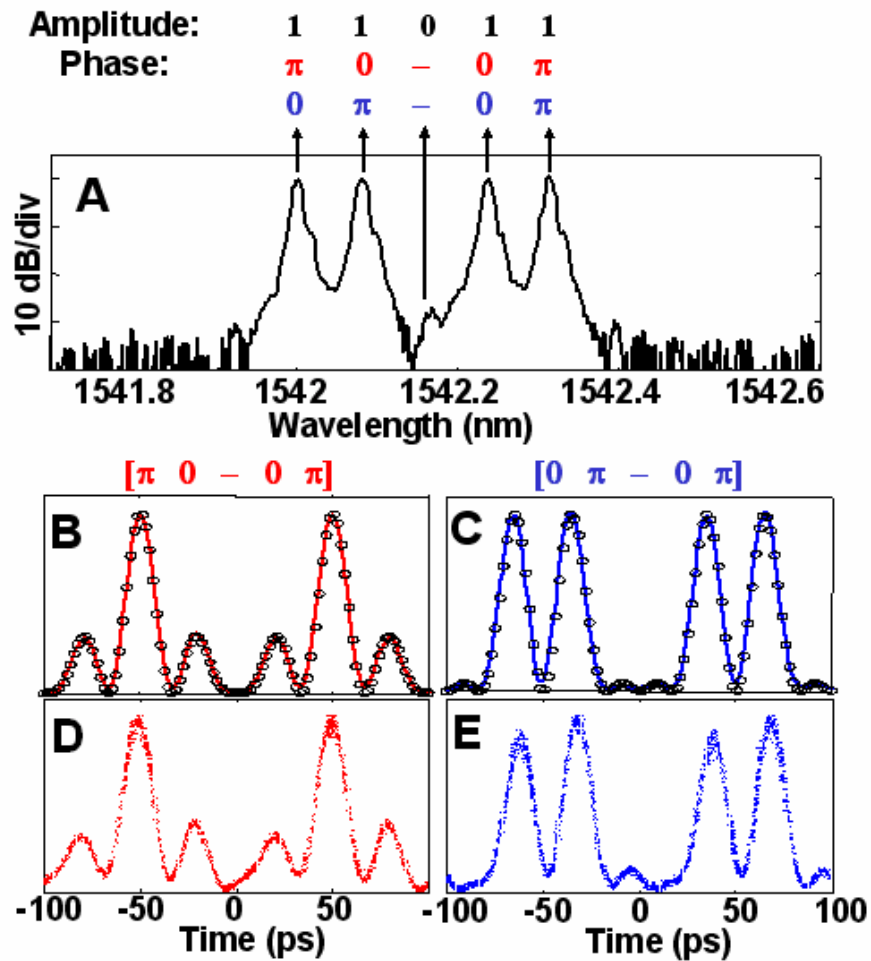 Amplitude: 1 1 0 1 1
Phase: π 0 – 0 π
0 π – 0 π
A
10 dB/div
1541.8 1542 1542.2 1542.4 1542.6
Wavelength (nm)
[π 0 – 0 π] [0 π – 0 π]
B C
D E
-100 -50 0 50 -100 -50 0 50 100
Time (ps) Time (ps)